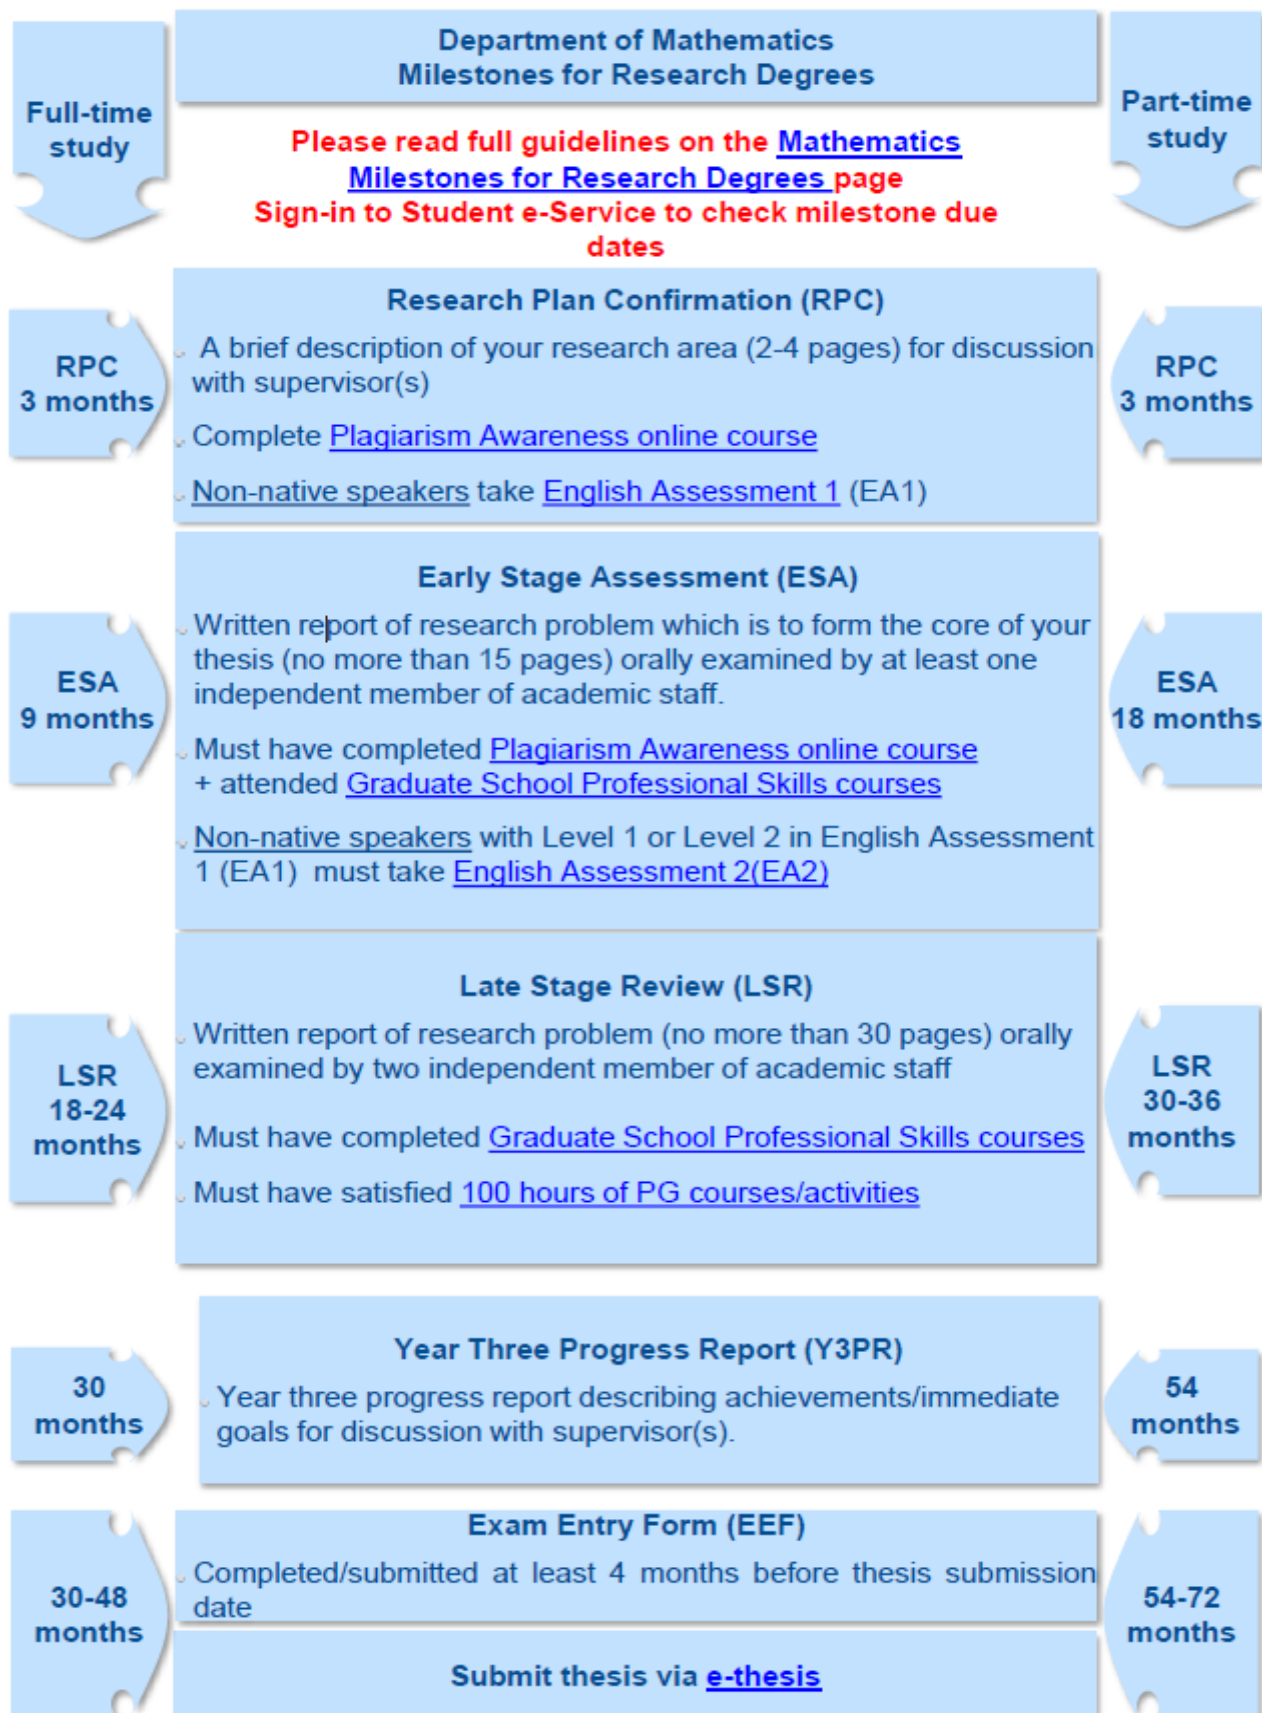 Department of Mathematics
Milestones for Research Degrees
Full-time
study
Part-time
study
Please read full guidelines on the Mathematics
Milestones for Research Degrees page
Sign-in to Student e-Service to check milestone due
dates
RPC
3 months
Research Plan Confirmation (RPC)
A brief description of your research area (2-4 pages) for discussion
with supervisor(s)
Complete Plagiarism Awareness online course
Non-native speakers take English Assessment 1 (EA1)
RPC
3 months
ESA
9 months
Early Stage Assessment (ESA)
Written report of research problem which is to form the core of your
thesis (no more than 15 pages) orally examined by at least one
independent member of academic staff.
Must have completed Plagiarism Awareness online course
+ attended Graduate School Professional Skills courses
Non-native speakers with Level 1 or Level 2 in English Assessment
1 (EA1) must take English Assessment 2(EA2)
ESA
18 months
LSR
18-24
months
Late Stage Review (LSR)
Written report of research problem (no more than 30 pages) orally
examined by two independent member of academic staff
Must have completed Graduate School Professional Skills courses
Must have satisfied 100 hours of PG courses/activities
LSR
30-36
months
30
months
Year Three Progress Report (Y3PR)
Year three progress report describing achievements/immediate
goals for discussion with supervisor(s).
54
months
30-48
months
Exam Entry Form (EEF)
Completed/submitted at least 4 months before thesis submission
date
Submit thesis via e-thesis
54-72
months